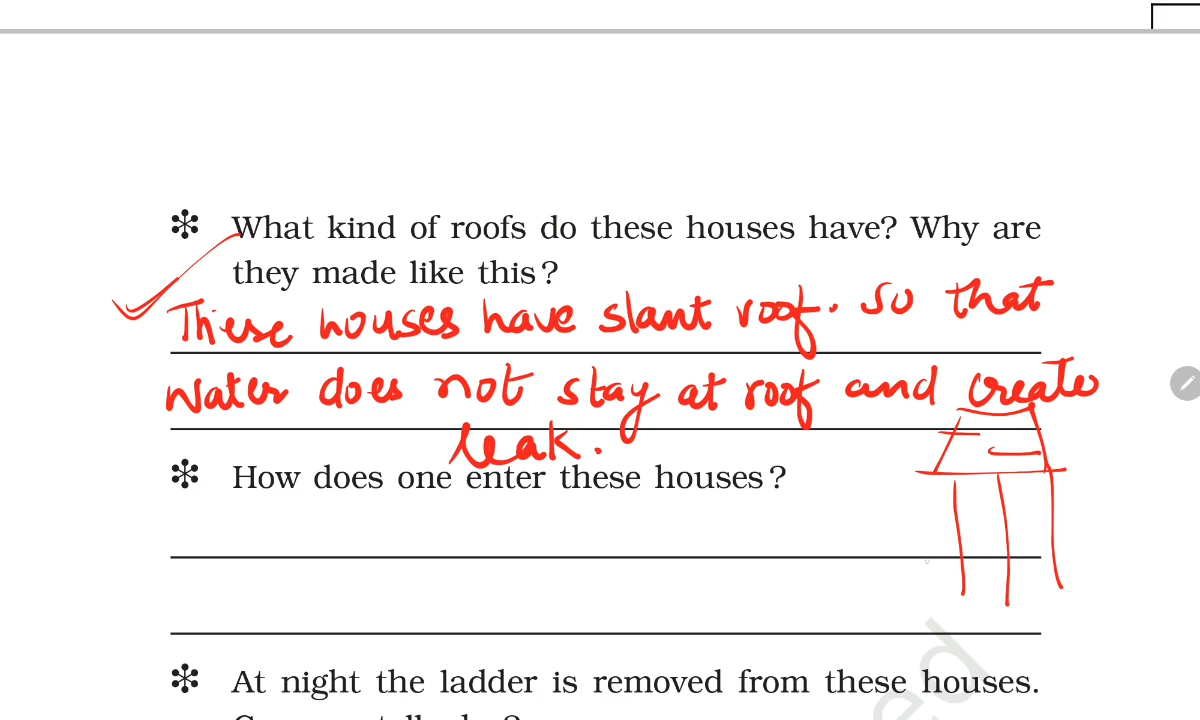 What kind of roofs do these houses have? Why are
they made like this?
These houses have slant roof. So that
Water does not stay at roof and create
leak.
How does one enter these houses?
At night the ladder is removed from these houses.